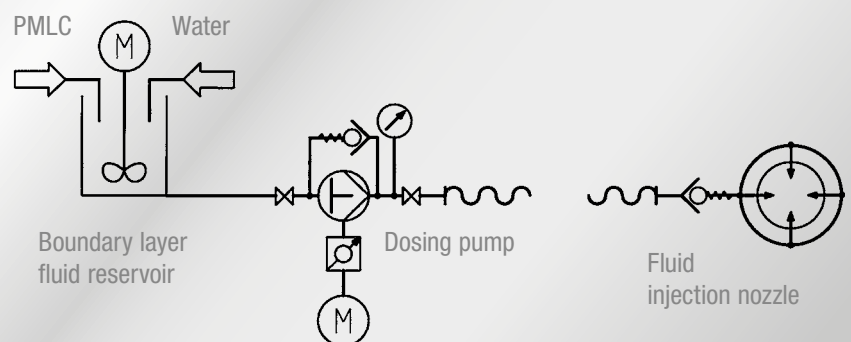 PMLC
Water
M
Boundary layer
fluid reservoir
Dosing pump
M
Fluid
injection nozzle